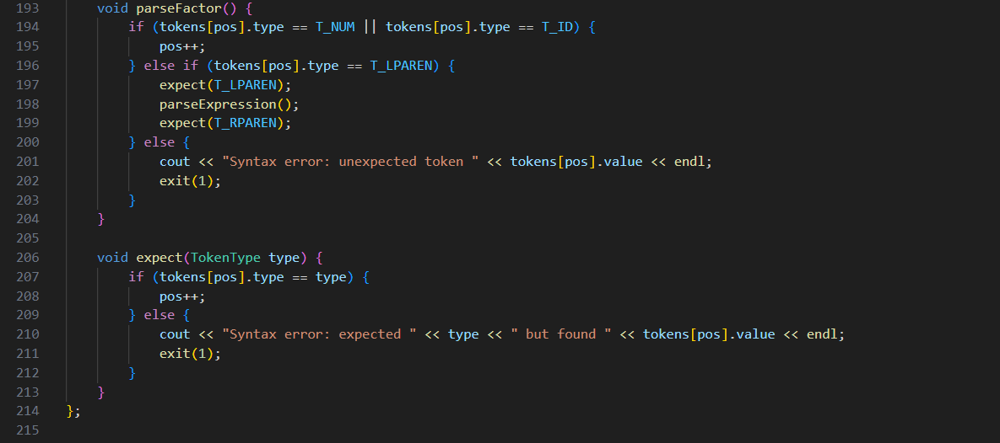 193 void parseFactor() {
194 if (tokens[pos].type == T_NUM || tokens[pos].type == T_ID) {
195 pos++;
196 } else if (tokens[pos].type == T_LPAREN) {
197 expect(T_LPAREN);
198 parseExpression();
199 expect(T_RPAREN);
200 } else {
201 cout << "Syntax error: unexpected token " << tokens[pos].value << endl;
202 exit(1);
203 }
204 }
205
206 void expect(TokenType type) {
207 if (tokens[pos].type == type) {
208 pos++;
209 } else {
210 cout << "Syntax error: expected " << type << " but found " << tokens[pos].value << endl;
211 exit(1);
212 }
213 }
214 };
215